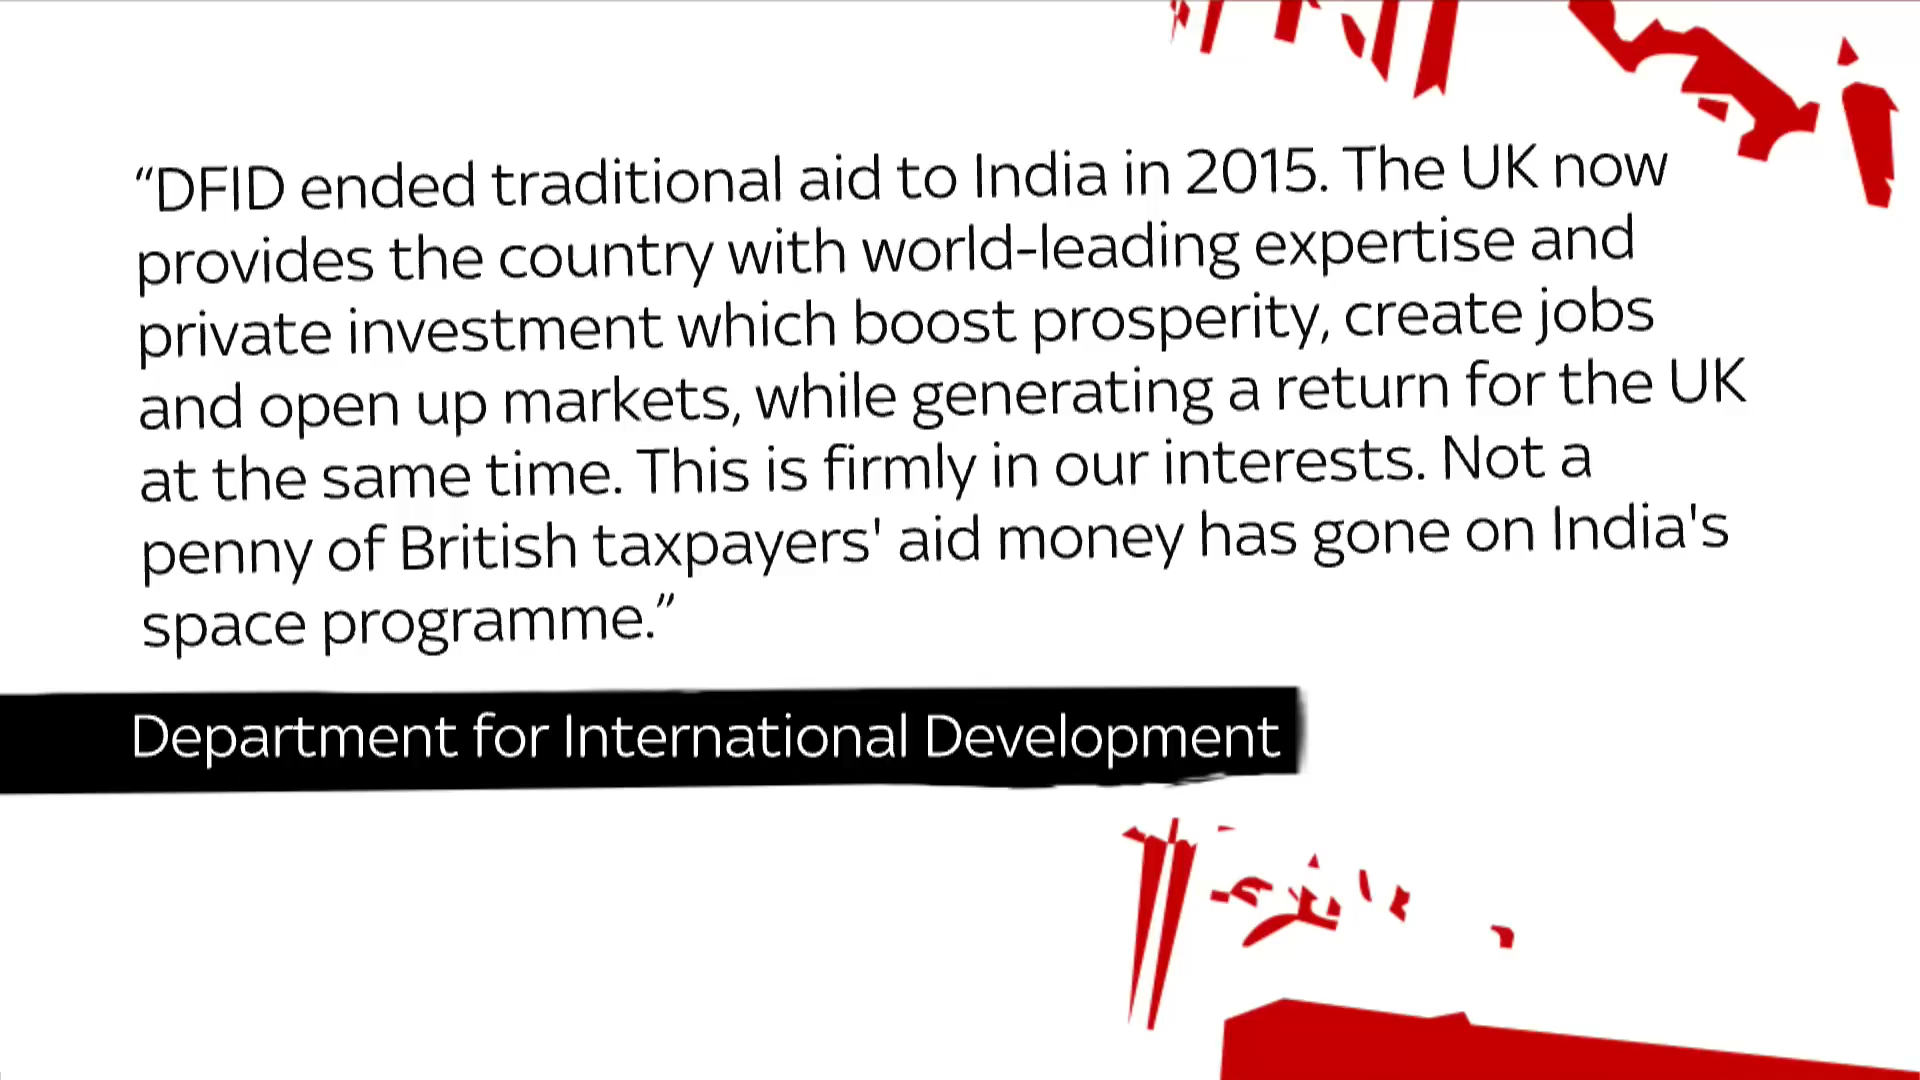 “DFID ended traditional aid to India in 2015. The UK now
provides the country with world-leading expertise and
private investment which boost prosperity, create jobs
and open up markets, while generating a return for the UK
at the same time. This is firmly in our interests. Not a
penny of British taxpayers' aid money has gone on India's
space programme.”
Department for International Development